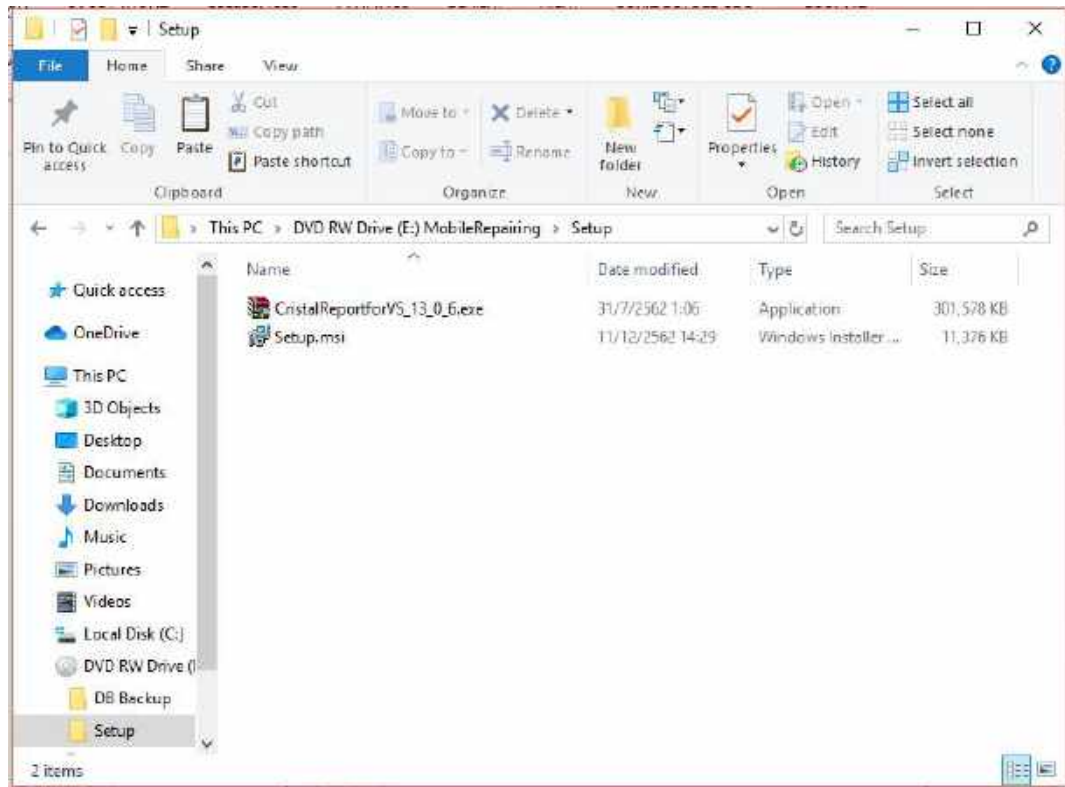 Setup
File Home Share View
Pin to Quick access
Copy
Paste
Cut
Copy path
Paste shortcut
Clipboard
Move to
Copy to
Delete
Rename
Organize
New folder
New
Properties
Open
Edit
History
Open
Select all
Select none
Invert selection
Select
This PC > DVD RW Drive (E:) MobileRepairing > Setup
Search Setup
Name Date modified Type Size
CristalReportforVS_13_0_6.exe 31/7/2562 1:06 Application 301,578 KB
Setup.msi 11/12/2562 14:29 Windows Installer ... 11,376 KB
Quick access
OneDrive
This PC
3D Objects
Desktop
Documents
Downloads
Music
Pictures
Videos
Local Disk (C:)
DVD RW Drive (
DB Backup
Setup
2 items